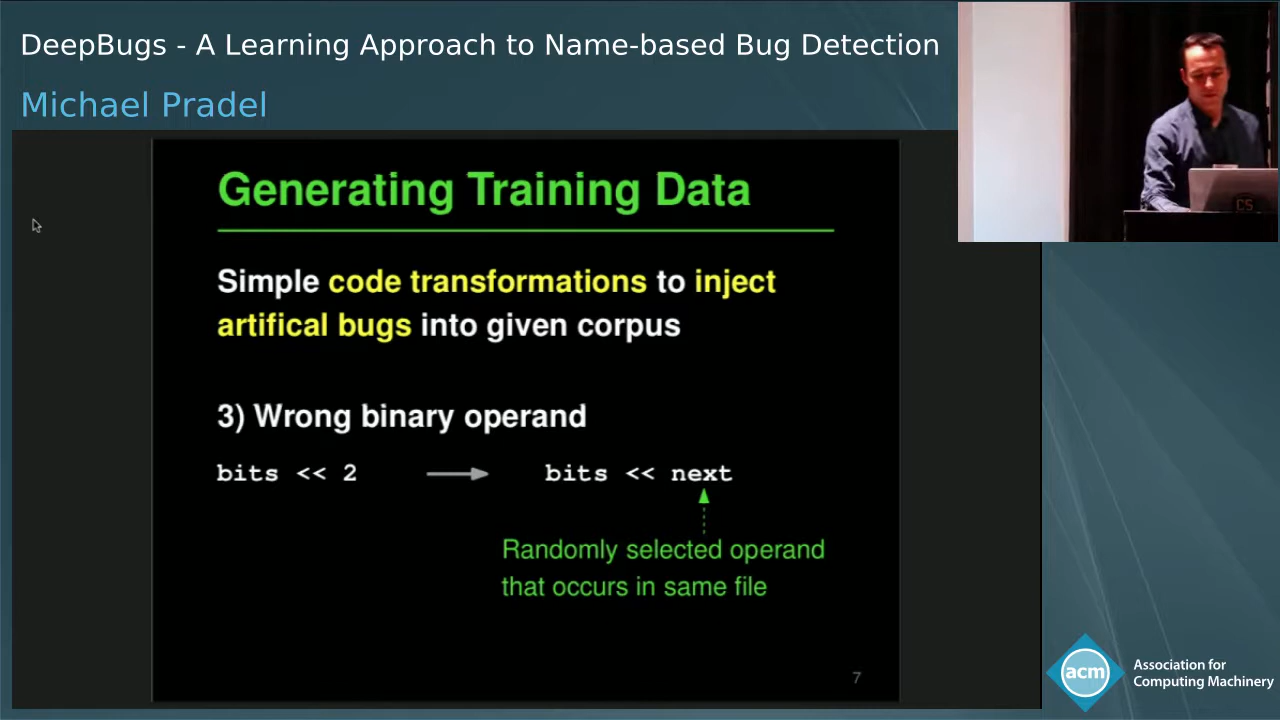 DeepBugs - A Learning Approach to Name-based Bug Detection
Michael Pradel
Generating Training Data
Simple code transformations to inject
artifical bugs into given corpus
3) Wrong binary operand
bits << 2 bits << next
Randomly selected operand
that occurs in same file
7
CS
acm
Association for
Computing Machinery